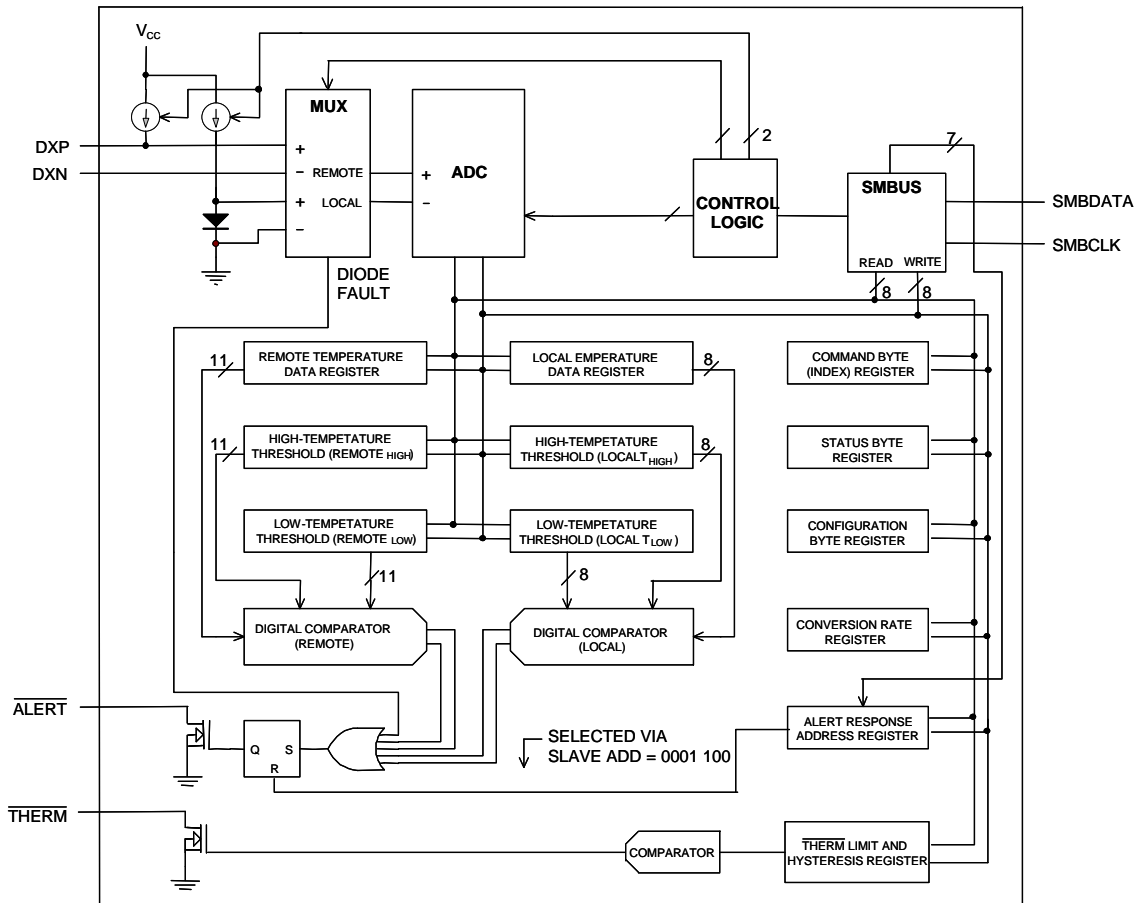 VCC
MUX
ADC
2
7
DXP
DXN
+
- REMOTE
+ LOCAL
-
+
-
CONTROL
LOGIC
SMBUS
READ WRITE
SMBDATA
SMBCLK
DIODE
FAULT
8
8
11
REMOTE TEMPERATURE
DATA REGISTER
LOCAL EMPERATURE
DATA REGISTER
8
COMMAND BYTE
(INDEX) REGISTER
11
HIGH-TEMPETATURE
THRESHOLD (REMOTE HIGH)
HIGH-TEMPETATURE
THRESHOLD (LOCALTHIGH )
8
STATUS BYTE
REGISTER
LOW-TEMPETATURE
THRESHOLD (REMOTE LOW)
LOW-TEMPETATURE
THRESHOLD (LOCAL TLOW )
CONFIGURATION
BYTE REGISTER
11
8
DIGITAL COMPARATOR
(REMOTE)
DIGITAL COMPARATOR
(LOCAL)
CONVERSION RATE
REGISTER
ALERT
Q S
R
SELECTED VIA
SLAVE ADD = 0001 100
ALERT RESPONSE
ADDRESS REGISTER
THERM
COMPARATOR
THERM LIMIT AND
HYSTERESIS REGISTER